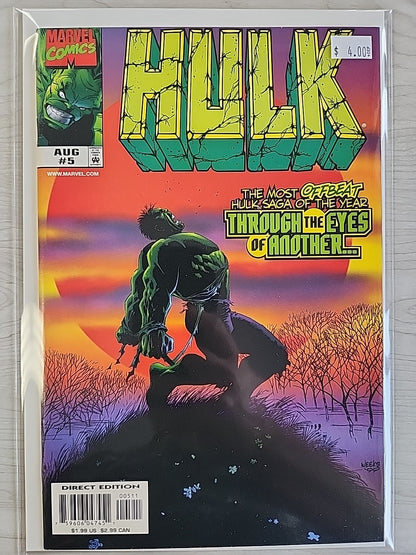 MARVEL
COMICS
$ 4.00
HULK
AUG
#5
WWW.MARVEL.COM
THE MOST OFFBEAT
HULK SAGA OF THE YEAR
THROUGH THE EYES
OF ANOTHER...
WEEKS
DIRECT EDITION
00511
$1.99 US $2.99 CAN